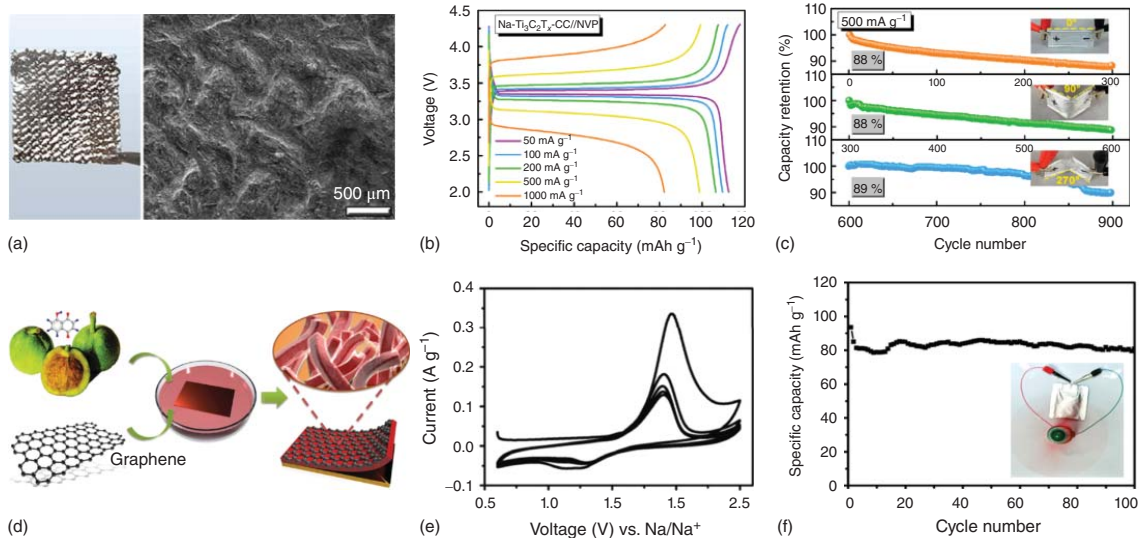 500 μm
(a)
4.5
4.0
3.5
3.0
2.5
2.0
Voltage (V)
Na-Ti₃C₂Tₓ-CC//NVP
50 mA g⁻¹
100 mA g⁻¹
200 mA g⁻¹
500 mA g⁻¹
1000 mA g⁻¹
0 20 40 60 80 100 120
Specific capacity (mAh g⁻¹)
(b)
Capacity retention (%)
500 mA g⁻¹
110
100
90
88 %
0°
+ −
0 100 200 300
110
100
90
88 %
90°
300 400 500 600
110
100
90
89 %
270°
600 700 800 900
Cycle number
(c)
Graphene
(d)
0.4
0.3
0.2
0.1
0.0
−0.1
Current (A g⁻¹)
0.5 1.0 1.5 2.0 2.5
Voltage (V) vs. Na/Na⁺
(e)
120
100
80
60
40
20
0
Specific capacity (mAh g⁻¹)
0 20 40 60 80 100
Cycle number
(f)